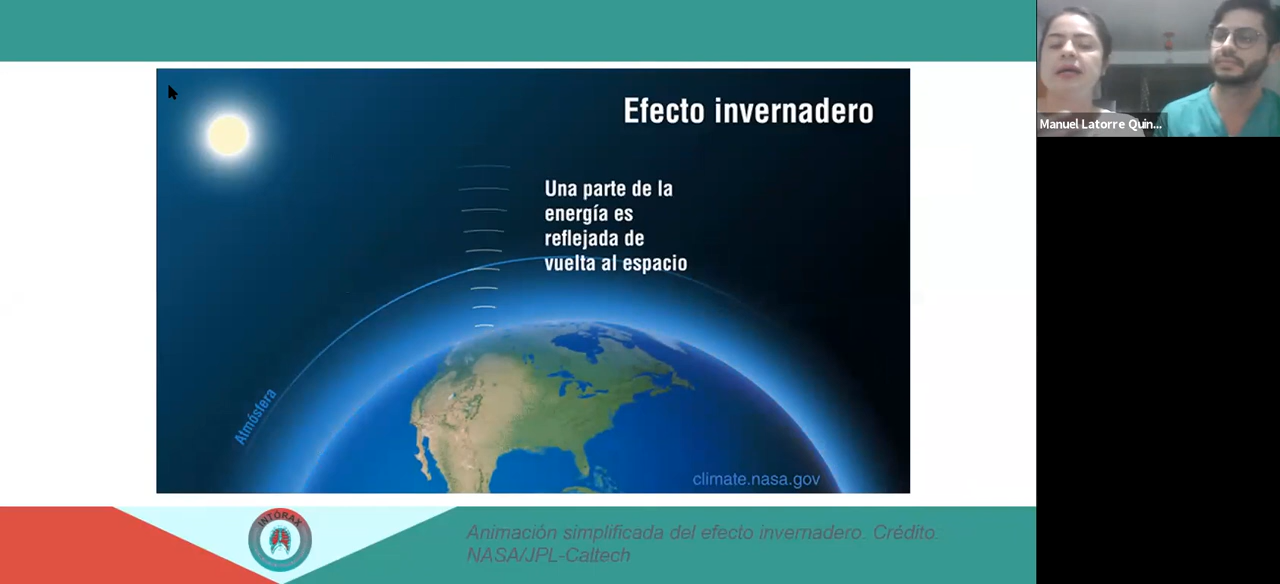 Efecto invernadero
Una parte de la
energía es
reflejada de
vuelta al espacio
Atmósfera
climate.nasa.gov
Manuel Latorre Quin...
INTÓRAX
Animación simplificada del efecto invernadero. Crédito.
NASA/JPL-Caltech